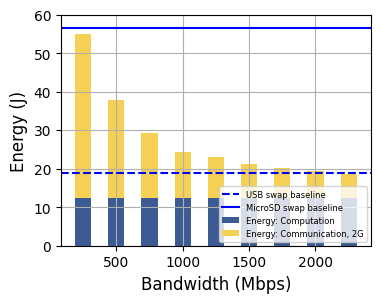 60
50
40
30
20
10
0
Energy (J)
USB swap baseline
MicroSD swap baseline
Energy: Computation
Energy: Communication, 2G
500
1000
1500
2000
Bandwidth (Mbps)